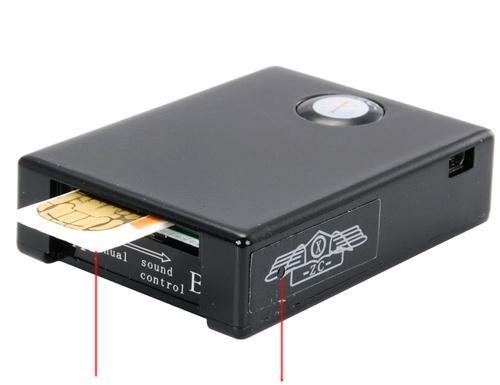 nual sound
control E
X
-ZC-